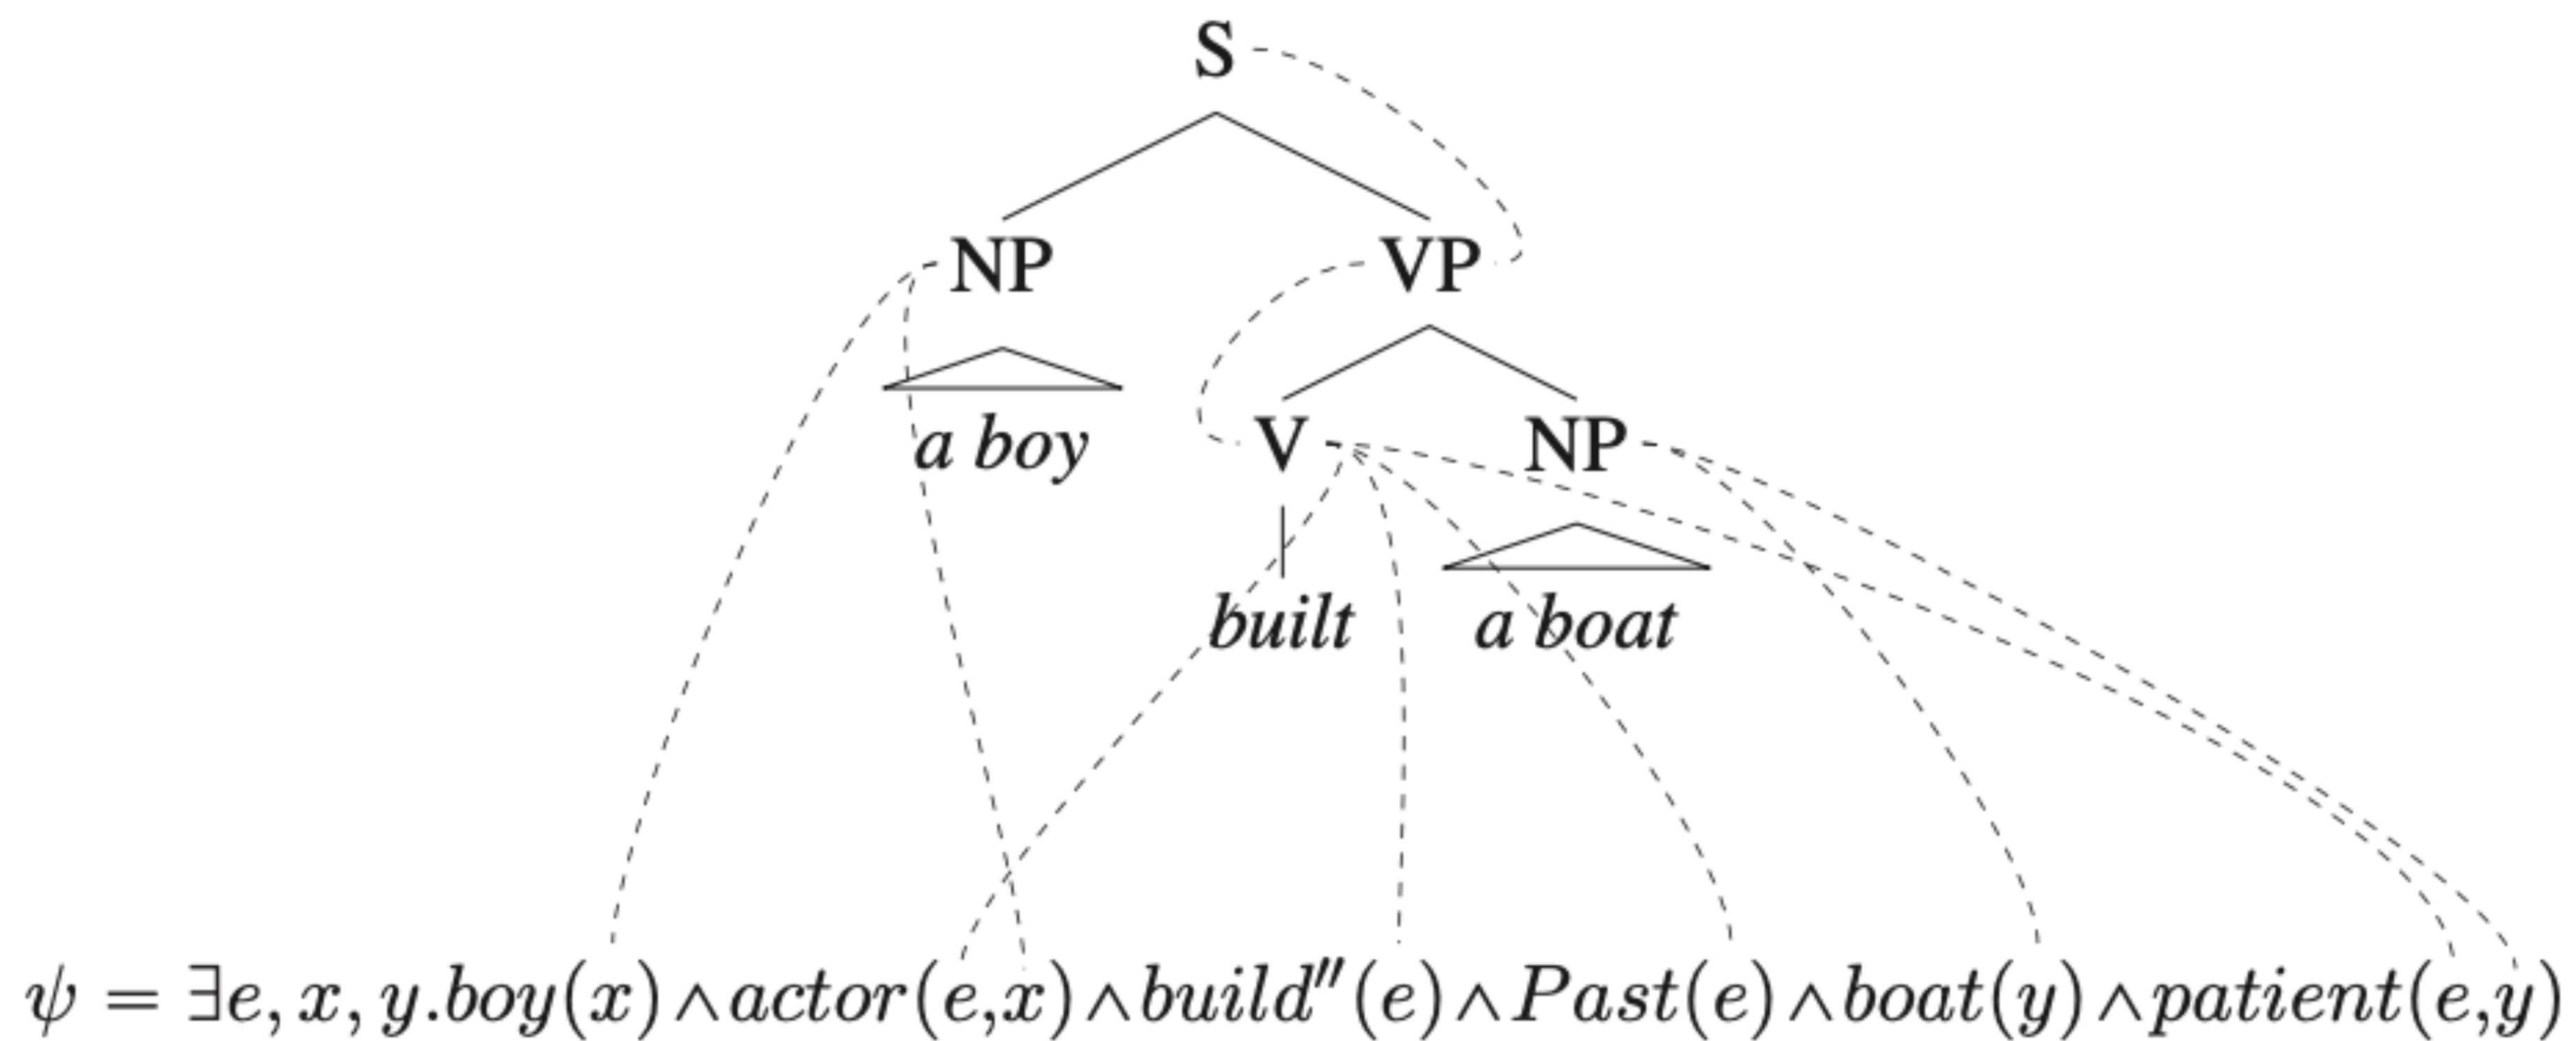 S
NP VP
a boy V NP
built a boat
ψ = ∃e, x, y.boy(x)∧actor(e,x)∧build″(e)∧Past(e)∧boat(y)∧patient(e,y)